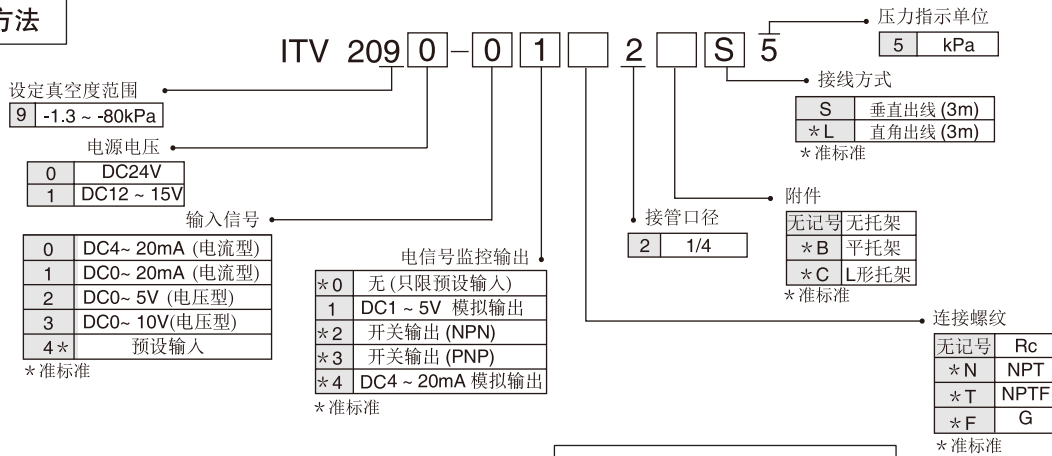 方法
ITV 2090-01 2 S 5
压力指示单位
5 kPa
接线方式
S 垂直出线 (3m)
*L 直角出线 (3m)
*准标准
设定真空度范围
9 -1.3 ~ -80kPa
电源电压
0 DC24V
1 DC12 ~ 15V
输入信号
0 DC4~ 20mA (电流型)
1 DC0~ 20mA (电流型)
2 DC0~ 5V (电压型)
3 DC0~ 10V(电压型)
4* 预设输入
*准标准
电信号监控输出
*0 无 (只限预设输入)
1 DC1 ~ 5V 模拟输出
*2 开关输出 (NPN)
*3 开关输出 (PNP)
*4 DC4 ~ 20mA 模拟输出
*准标准
接管口径
2 1/4
附件
无记号 无托架
*B 平托架
*C L形托架
*准标准
连接螺纹
无记号 Rc
*N NPT
*T NPTF
*F G
*准标准